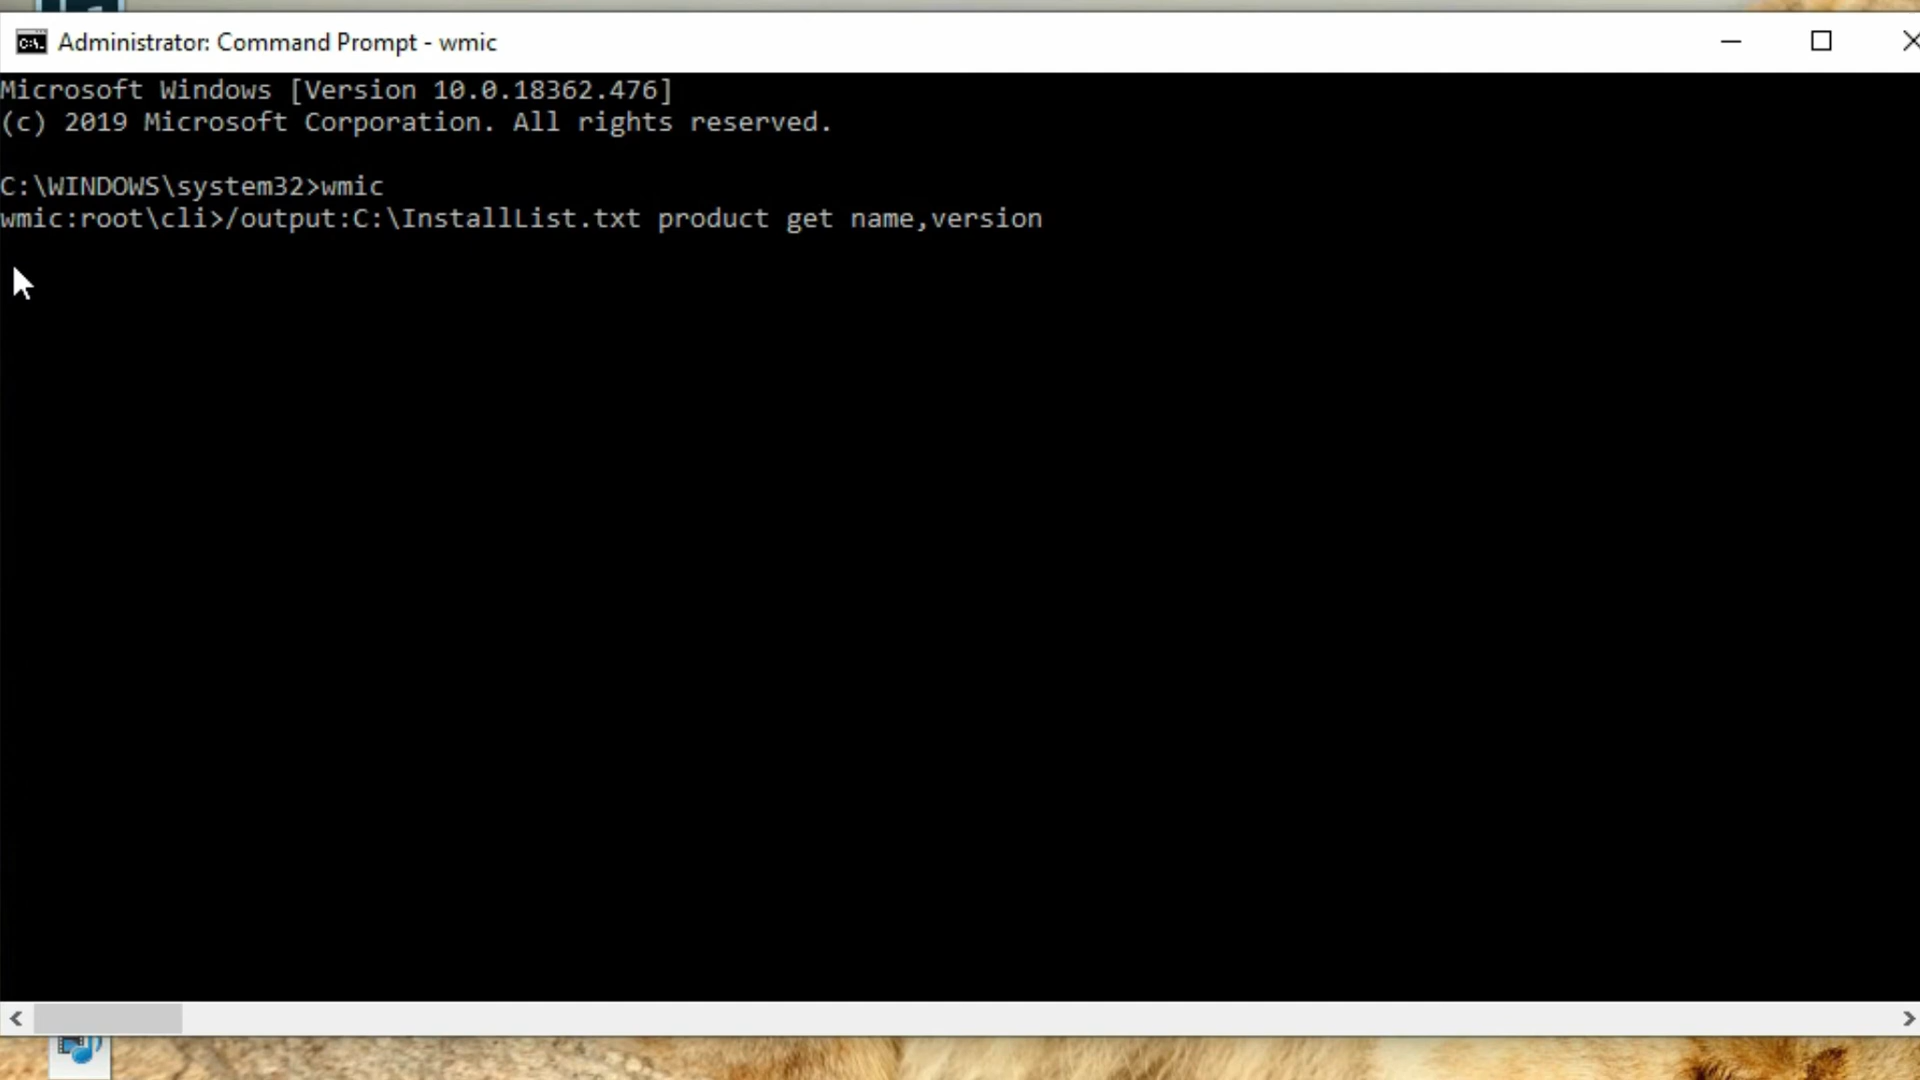 Administrator: Command Prompt - wmic
Microsoft Windows [Version 10.0.18362.476]
(c) 2019 Microsoft Corporation. All rights reserved.
C:\WINDOWS\system32>wmic
wmic:root\cli>/output:C:\InstallList.txt product get name,version